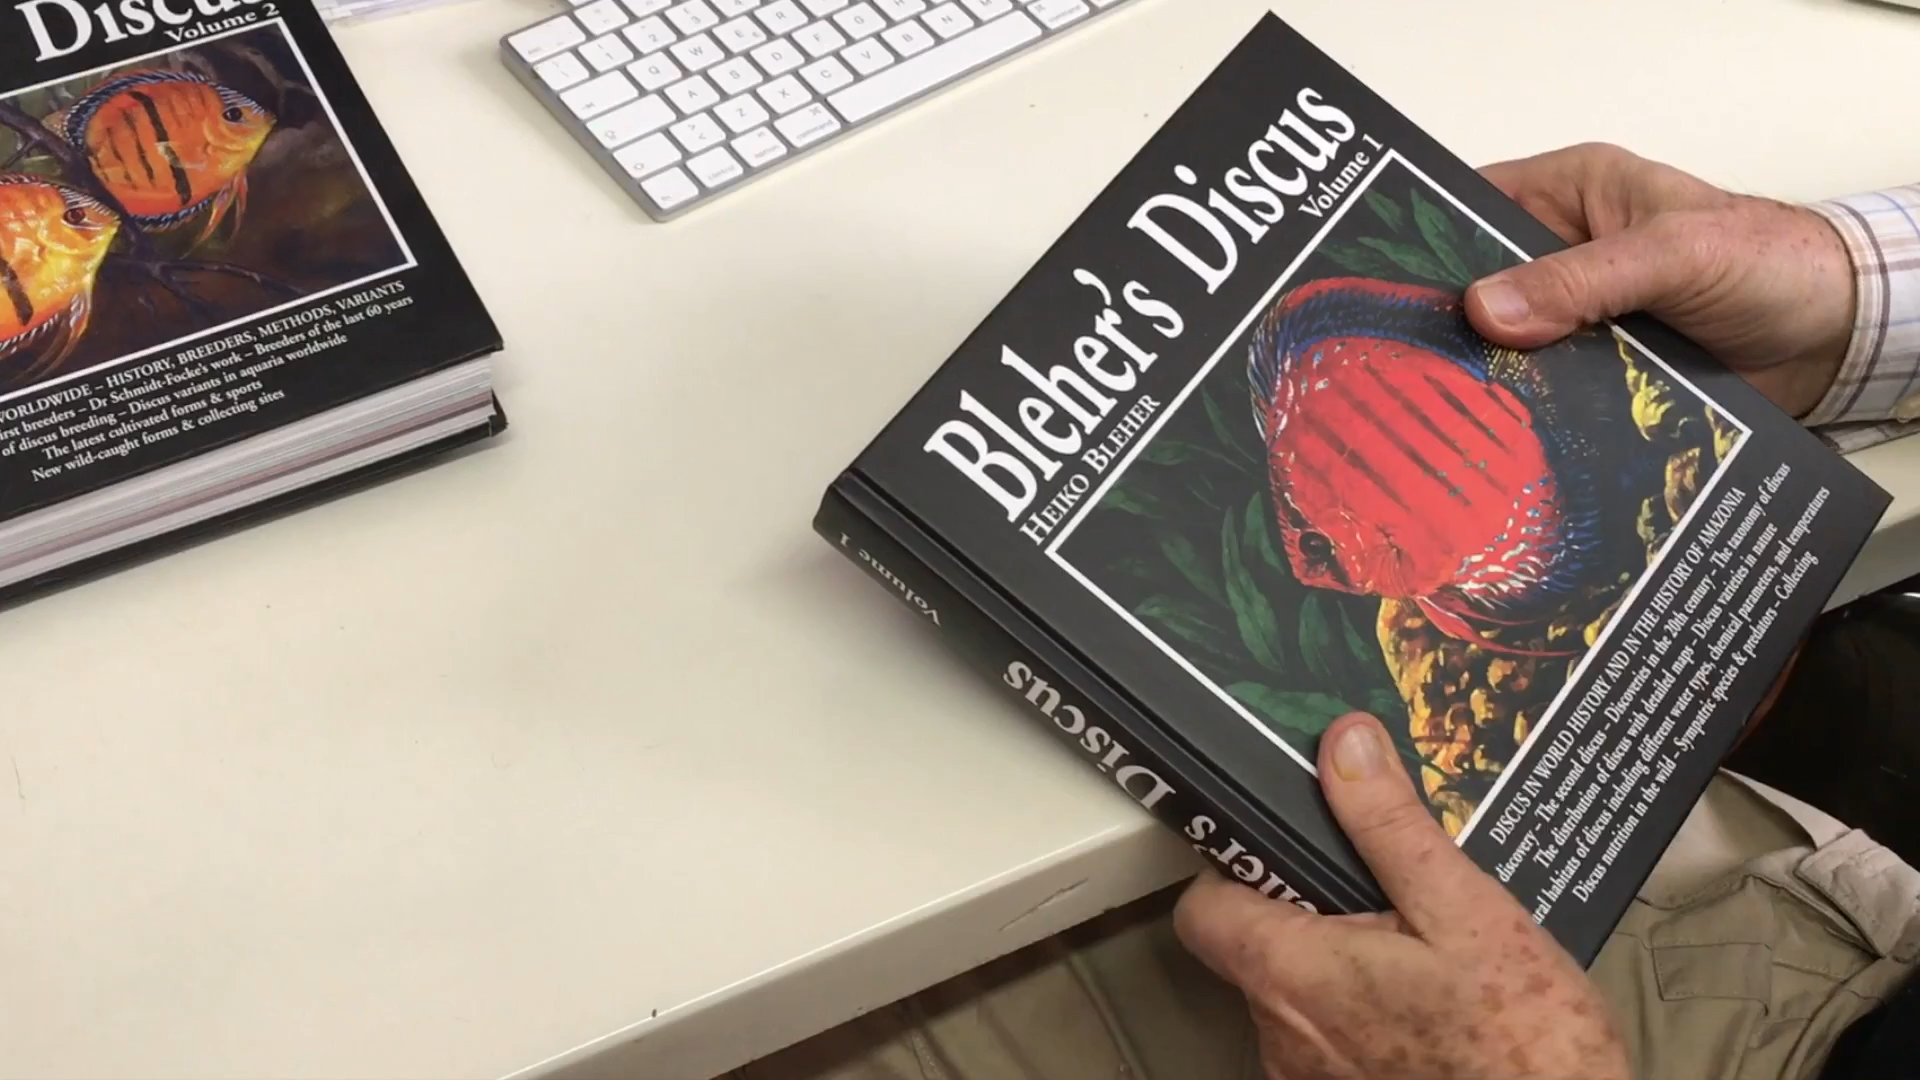 Discus
Volume 2
WORLDWIDE – HISTORY, BREEDERS, METHODS, VARIANTS
first breeders – Dr Schmidt-Focke's work – Breeders of the last 60 years
of discus breeding – Discus variants in aquaria worldwide
The latest cultivated forms & sports
New wild-caught forms & collecting sites
Bleher's Discus
Volume 1
HEIKO BLEHER
DISCUS IN WORLD HISTORY AND IN THE HISTORY OF AMAZONIA
discovery – The second discus – Discoveries in the 20th century – The taxonomy of discus
The distribution of discus with detailed maps – Discus varieties in nature
ural habitats of discus including different water types, chemical parameters, and temperatures
Discus nutrition in the wild – Sympatric species & predators – Collecting
Volume I
Discus
command
Q W E R T
A S D F G H
Z X C V B N M
control
option
command